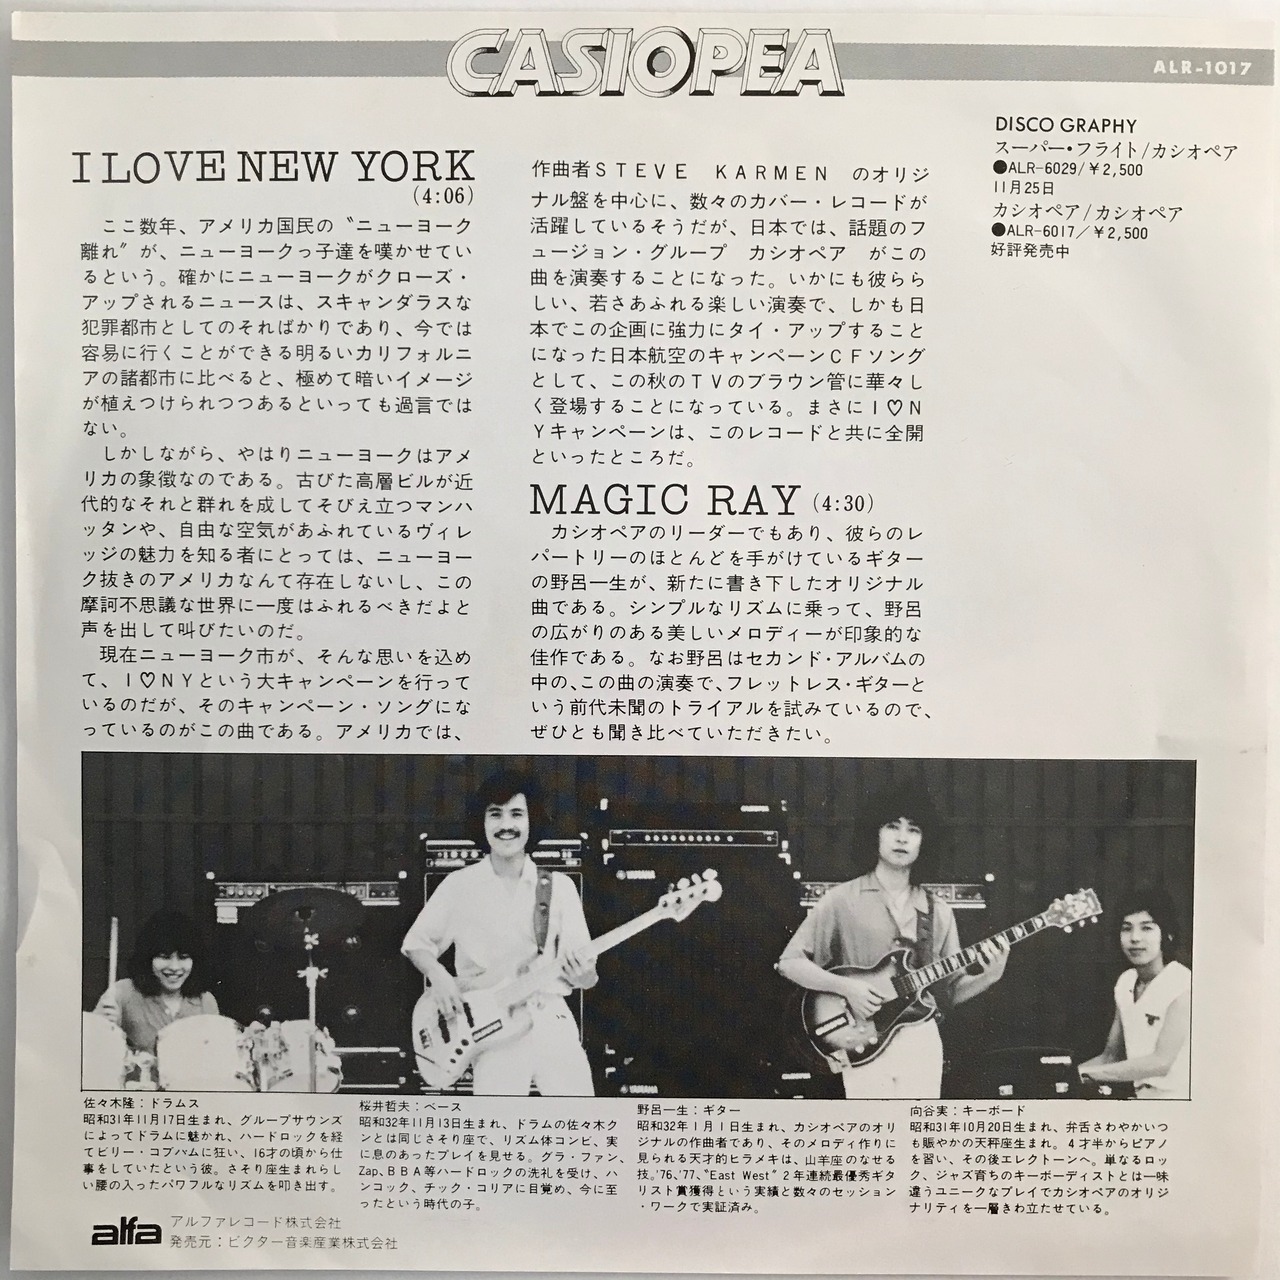 CASIOPEA
ALR-1017
I LOVE NEW YORK
(4:06)
ここ数年、アメリカ国民の〝ニューヨーク
離れ〞が、ニューヨークっ子達を嘆かせてい
るという。確かにニューヨークがクローズ・
アップされるニュースは、スキャンダラスな
犯罪都市としてのそればかりであり、今では
容易に行くことができる明るいカリフォルニ
アの諸都市に比べると、極めて暗いイメージ
が植えつけられつつあるといっても過言では
ない。
しかしながら、やはりニューヨークはアメ
リカの象徴なのである。古びた高層ビルが近
代的なそれと群れを成してそびえ立つマンハ
ッタンや、自由な空気があふれているヴィレ
ッジの魅力を知る者にとっては、ニューヨー
ク抜きのアメリカなんて存在しないし、この
摩訶不思議な世界に一度はふれるべきだよと
声を出して叫びたいのだ。
現在ニューヨーク市が、そんな思いを込め
て、I♡NYという大キャンペーンを行って
いるのだが、そのキャンペーン・ソングにな
っているのがこの曲である。アメリカでは、
作曲者STEVE KARMEN のオリジ
ナル盤を中心に、数々のカバー・レコードが
活躍しているそうだが、日本では、話題のフ
ュージョン・グループ カシオペア がこの
曲を演奏することになった。いかにも彼らら
しい、若さあふれる楽しい演奏で、しかも日
本でこの企画に強力にタイ・アップすること
になった日本航空のキャンペーンCFソング
として、この秋のTVのブラウン管に華々し
く登場することになっている。まさにI♡N
Yキャンペーンは、このレコードと共に全開
といったところだ。
MAGIC RAY (4:30)
カシオペアのリーダーでもあり、彼らのレ
パートリーのほとんどを手がけているギター
の野呂一生が、新たに書き下したオリジナル
曲である。シンプルなリズムに乗って、野呂
の広がりのある美しいメロディーが印象的な
佳作である。なお野呂はセカンド・アルバムの
中の、この曲の演奏で、フレットレス・ギターと
いう前代未聞のトライアルを試みているので、
ぜひとも聞き比べていただきたい。
DISCO GRAPHY
スーパー・フライト/カシオペア
●ALR-6029/¥2,500
11月25日
カシオペア/カシオペア
●ALR-6017/¥2,500
好評発売中
YAMAHA
YAMAHA
佐々木隆:ドラムス
昭和31年11月17日生まれ、グループサウンズ
によってドラムに魅かれ、ハードロックを経
てビリー・コブハムに狂い、16才の頃から仕
事をしていたという彼。さそり座生まれらし
い腰の入ったパワフルなリズムを叩き出す。
桜井哲夫:ベース
昭和32年11月13日生まれ、ドラムの佐々木ク
ンとは同じさそり座で、リズム体コンビ、実
に息のあったプレイを見せる。グラ・ファン、
Zap、BBA等ハードロックの洗礼を受け、ハ
ンコック、チック・コリアに目覚め、今に至
ったという時代の子。
野呂一生:ギター
昭和32年1月1日生まれ、カシオペアのオリ
ジナルの作曲者であり、そのメロディ作りに
見られる天才的ヒラメキは、山羊座のなせる
技。'76、'77、〝East West〞2年連続最優秀ギタ
リスト賞獲得という実績と数々のセッション
・ワークで実証済み。
向谷実:キーボード
昭和31年10月20日生まれ、弁舌さわやかいつ
も賑やかの天秤座生まれ。4才半からピアノ
を習い、その後エレクトーンへ。単なるロッ
ク、ジャズ育ちのキーボーディストとは一味
違うユニークなプレイでカシオペアのオリジ
ナリティを一層きわ立たせている。
alfa
アルファレコード株式会社
発売元:ビクター音楽産業株式会社